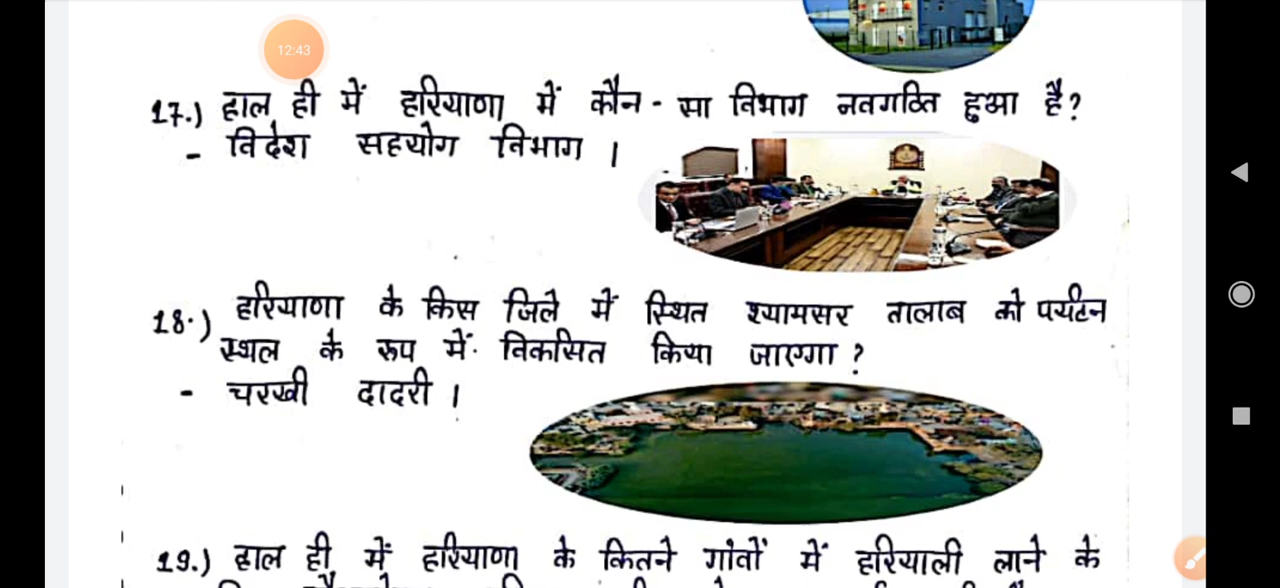 12:43
17.) हाल ही में हरियाणा में कौन - सा विभाग नवगठित हुआ है?
- विदेश सहयोग विभाग ।
18.) हरियाणा के किस जिले में स्थित श्यामसर तालाब को पर्यटन
स्थल के रूप में विकसित किया जाएगा ?
- चरखी दादरी ।
19.) हाल ही में हरियाणा के कितने गांवों में हरियाली लाने के